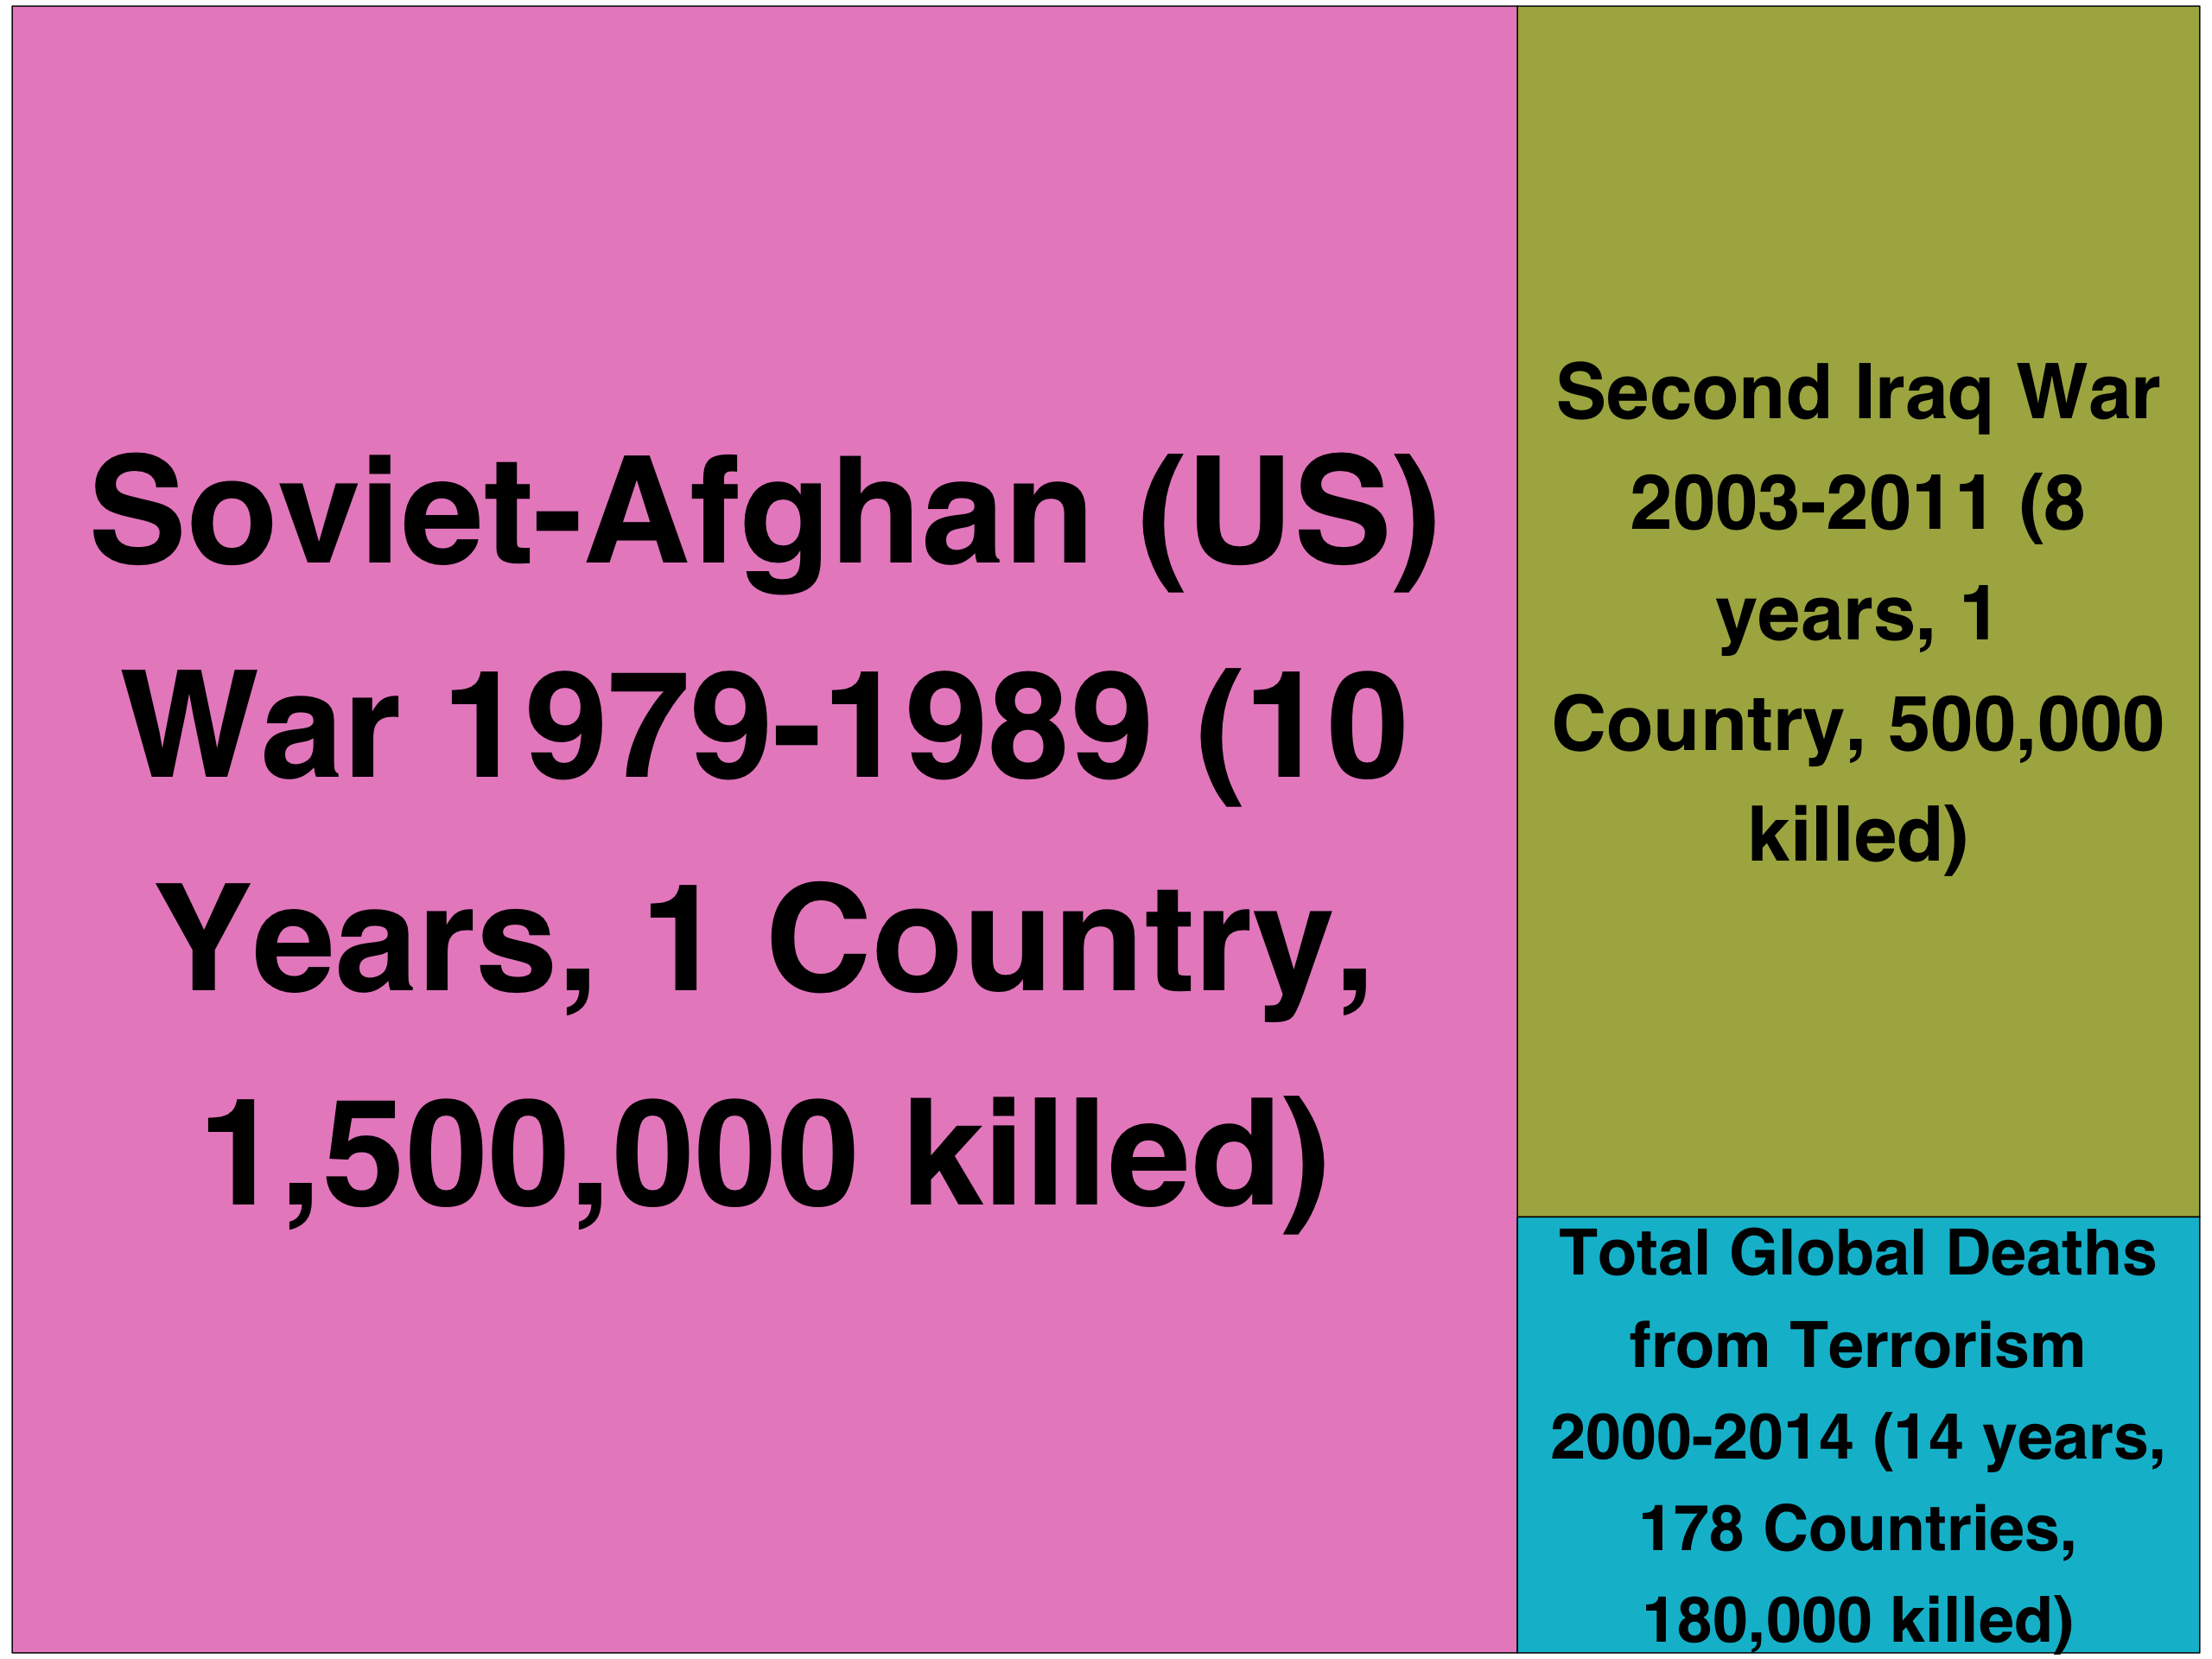 Soviet-Afghan (US)
War 1979-1989 (10
Years, 1 Country,
1,500,000 killed)
Second Iraq War
2003-2011 (8
years, 1
Country, 500,000
killed)
Total Global Deaths
from Terrorism
2000-2014 (14 years,
178 Countries,
180,000 killed)